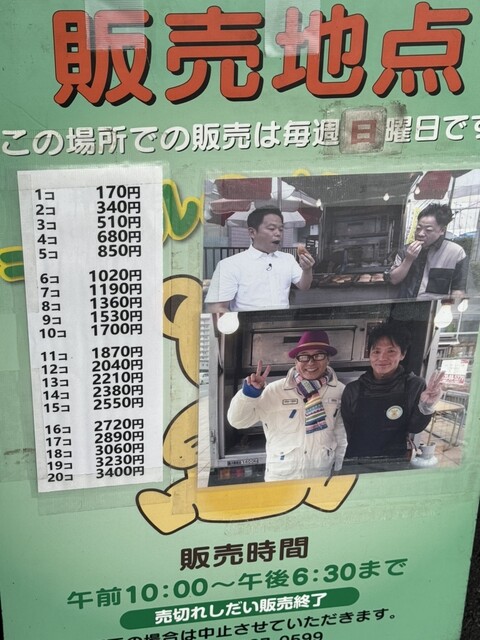 販売地点
この場所での販売は毎週日曜日です
1コ 170円
2コ 340円
3コ 510円
4コ 680円
5コ 850円
6コ 1020円
7コ 1190円
8コ 1360円
9コ 1530円
10コ 1700円
11コ 1870円
12コ 2040円
13コ 2210円
14コ 2380円
15コ 2550円
16コ 2720円
17コ 2890円
18コ 3060円
19コ 3230円
20コ 3400円
販売時間
午前10:00〜午後6:30まで
売切れしだい販売終了
の場合は中止させていただきます。
0599